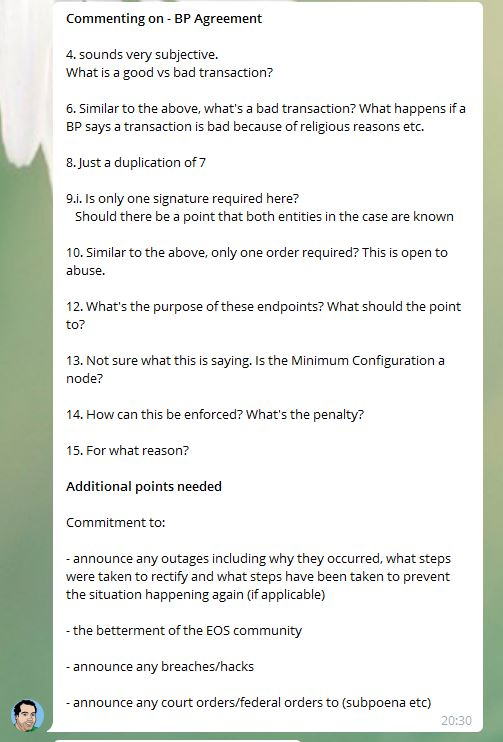 Commenting on - BP Agreement
4. sounds very subjective.
What is a good vs bad transaction?
6. Similar to the above, what's a bad transaction? What happens if a
BP says a transaction is bad because of religious reasons etc.
8. Just a duplication of 7
9.i. Is only one signature required here?
Should there be a point that both entities in the case are known
10. Similar to the above, only one order required? This is open to
abuse.
12. What's the purpose of these endpoints? What should the point
to?
13. Not sure what this is saying. Is the Minimum Configuration a
node?
14. How can this be enforced? What's the penalty?
15. For what reason?
Additional points needed
Commitment to:
- announce any outages including why they occurred, what steps
were taken to rectify and what steps have been taken to prevent
the situation happening again (if applicable)
- the betterment of the EOS community
- announce any breaches/hacks
- announce any court orders/federal orders to (subpoena etc)
20:30